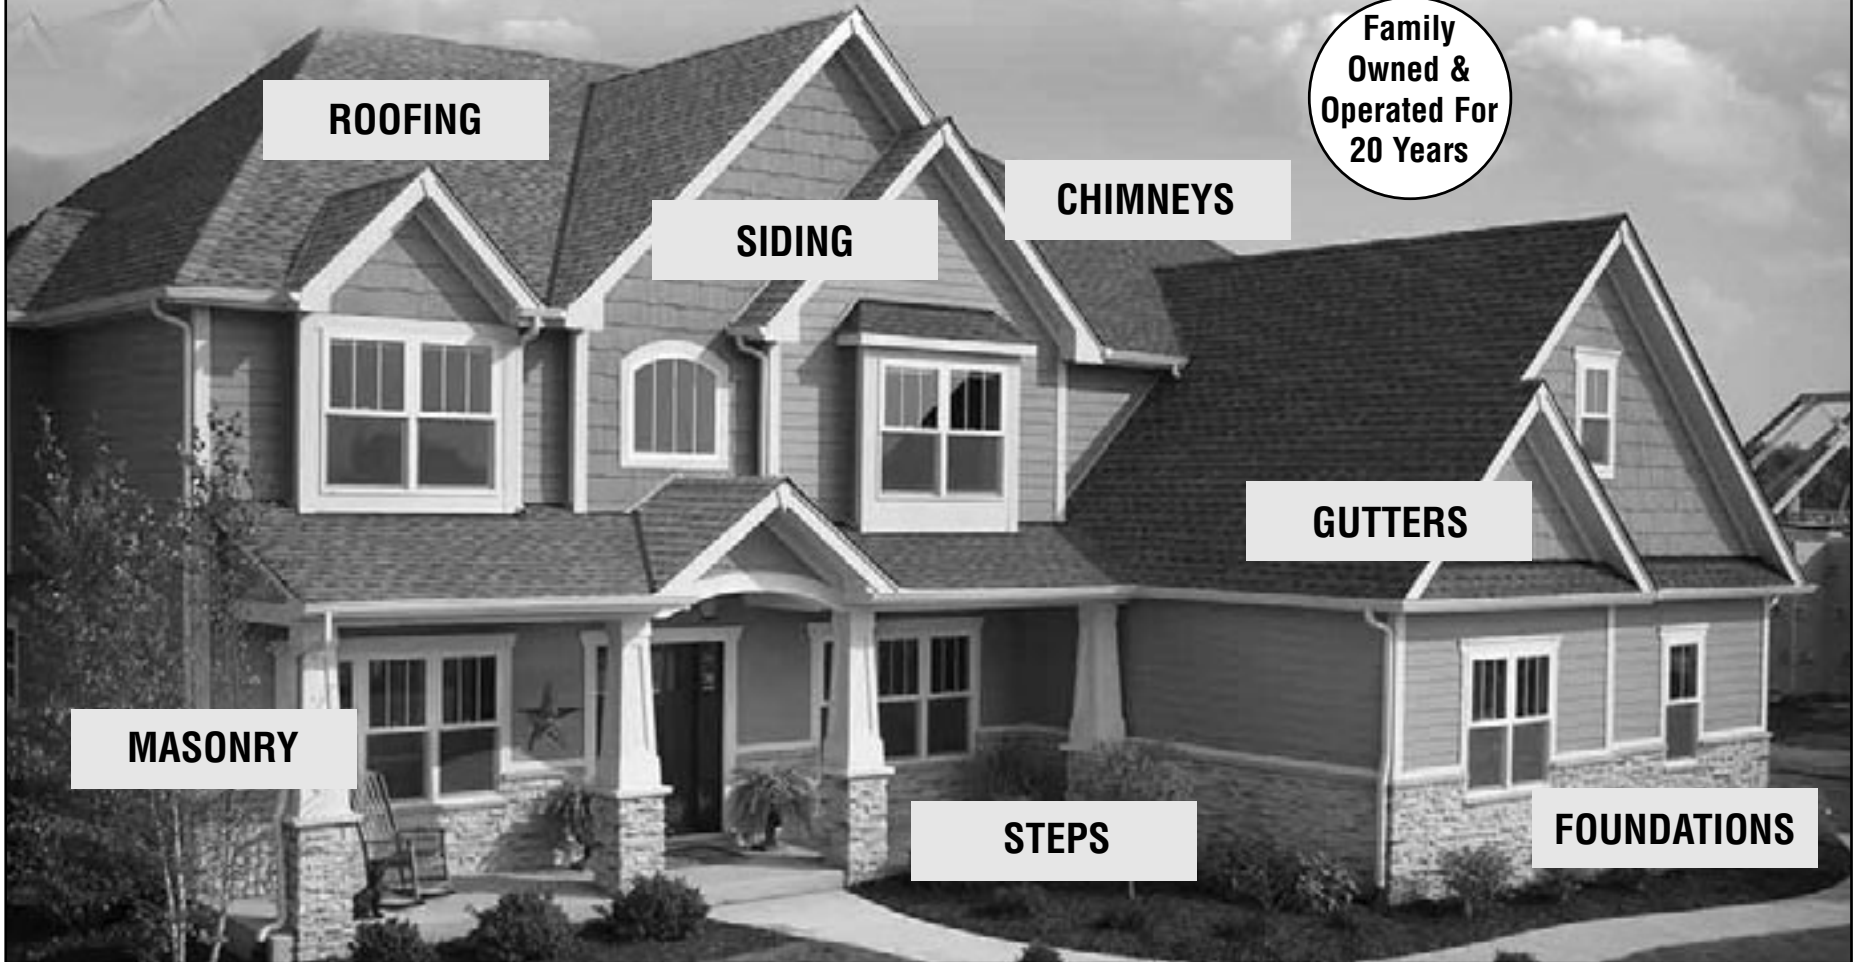 Family
Owned &
Operated For
20 Years
ROOFING
CHIMNEYS
SIDING
GUTTERS
MASONRY
STEPS
FOUNDATIONS